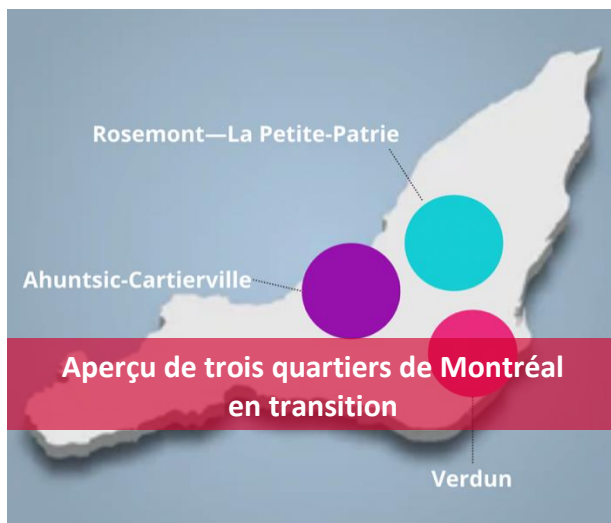 Rosemont—La Petite-Patrie
Ahuntsic-Cartierville
Aperçu de trois quartiers de Montréal
en transition
Verdun